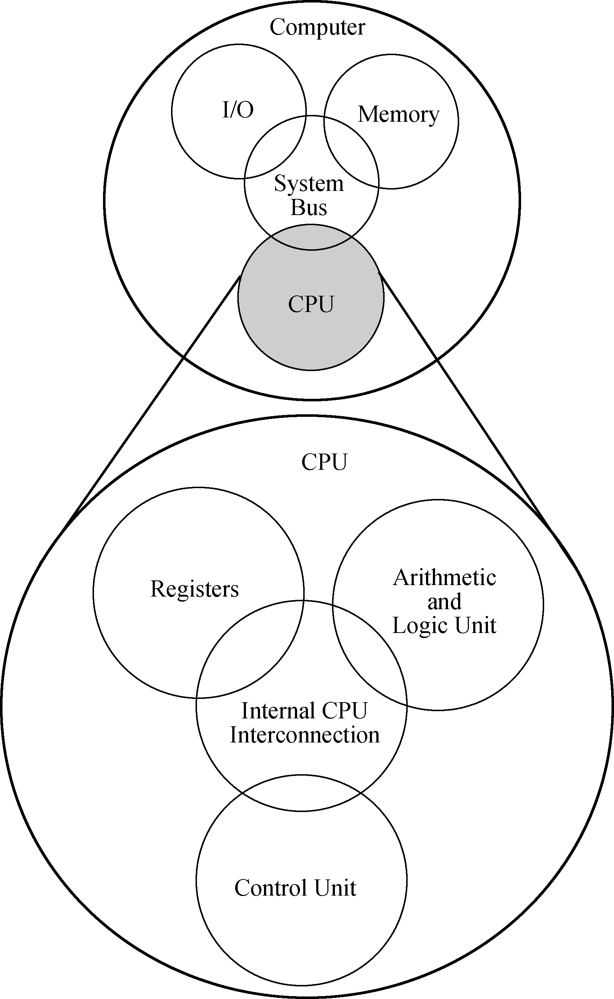 Computer
I/O
Memory
System
Bus
CPU
CPU
Registers
Arithmetic
and
Logic Unit
Internal CPU
Interconnection
Control Unit